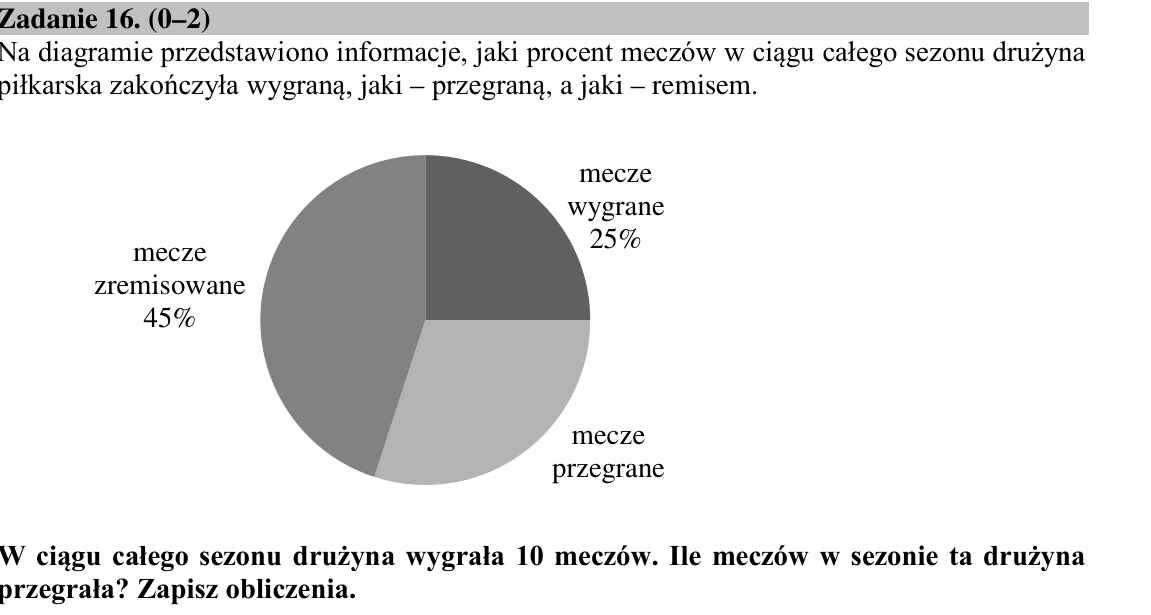 Zadanie 16. (0–2)
Na diagramie przedstawiono informacje, jaki procent meczów w ciągu całego sezonu drużyna
piłkarska zakończyła wygraną, jaki – przegraną, a jaki – remisem.
mecze
wygrane
25%
mecze
zremisowane
45%
mecze
przegrane
W ciągu całego sezonu drużyna wygrała 10 meczów. Ile meczów w sezonie ta drużyna
przegrała? Zapisz obliczenia.